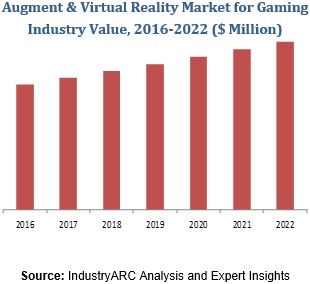 Augment & Virtual Reality Market for Gaming
Industry Value, 2016-2022 ($ Million)
2016 2017 2018 2019 2020 2021 2022
Source: IndustryARC Analysis and Expert Insights